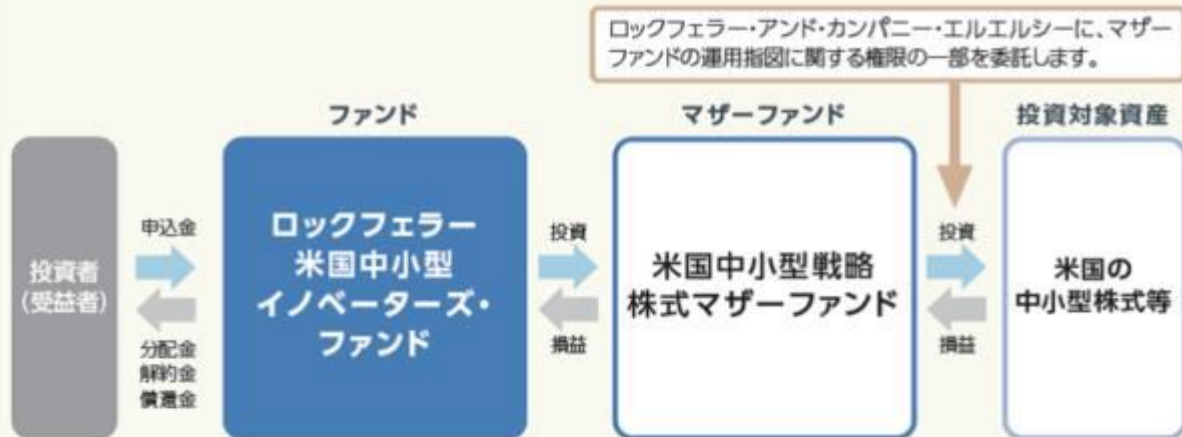 ロックフェラー・アンド・カンパニー・エルエルシーに、マザー
ファンドの運用指図に関する権限の一部を委託します。
ファンド
マザーファンド
投資対象資産
投資者
(受益者)
申込金
分配金
解約金
償還金
ロックフェラー
米国中小型
イノベーターズ・
ファンド
投資
損益
米国中小型戦略
株式マザーファンド
投資
損益
米国の
中小型株式等